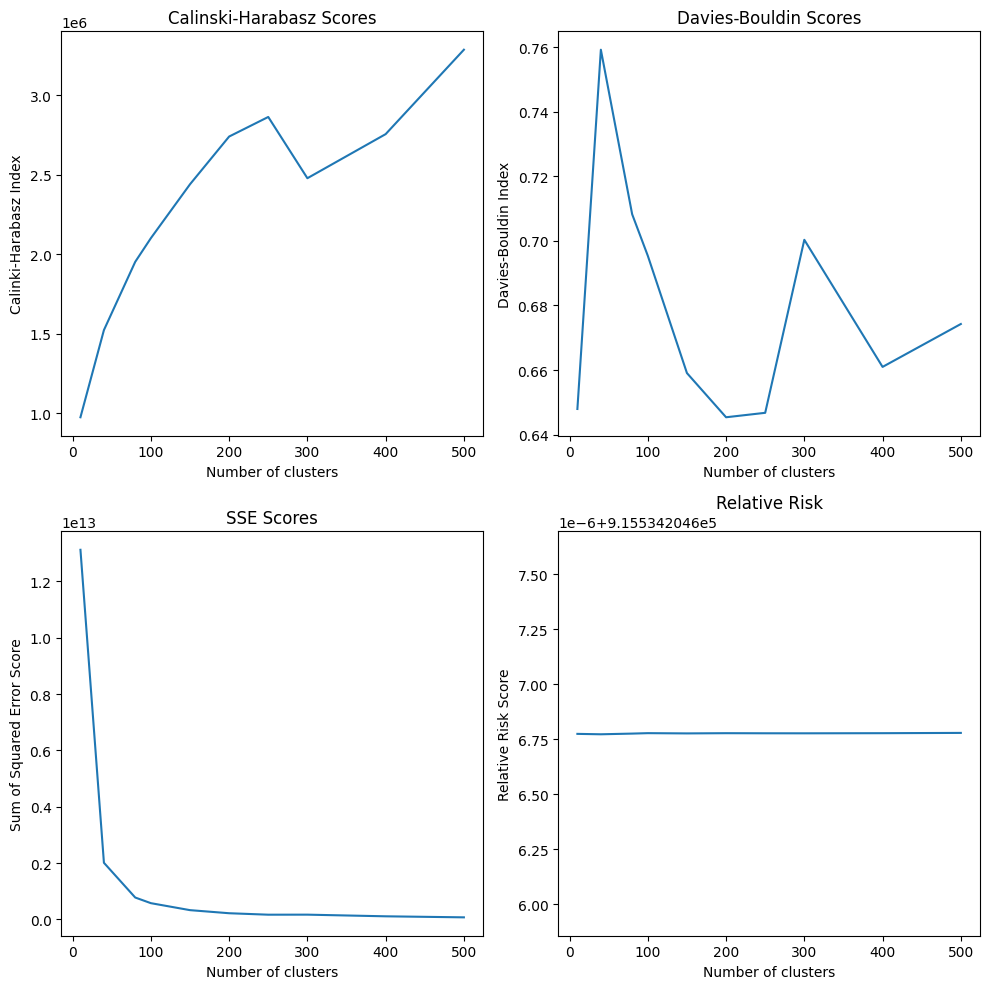 Calinski-Harabasz Scores
1e6
Calinki-Harabasz Index
3.0
2.5
2.0
1.5
1.0
0 100 200 300 400 500
Number of clusters
Davies-Bouldin Scores
Davies-Bouldin Index
0.76
0.74
0.72
0.70
0.68
0.66
0.64
0 100 200 300 400 500
Number of clusters
SSE Scores
1e13
Sum of Squared Error Score
1.2
1.0
0.8
0.6
0.4
0.2
0.0
0 100 200 300 400 500
Number of clusters
Relative Risk
1e−6+9.155342046e5
Relative Risk Score
7.50
7.25
7.00
6.75
6.50
6.25
6.00
0 100 200 300 400 500
Number of clusters